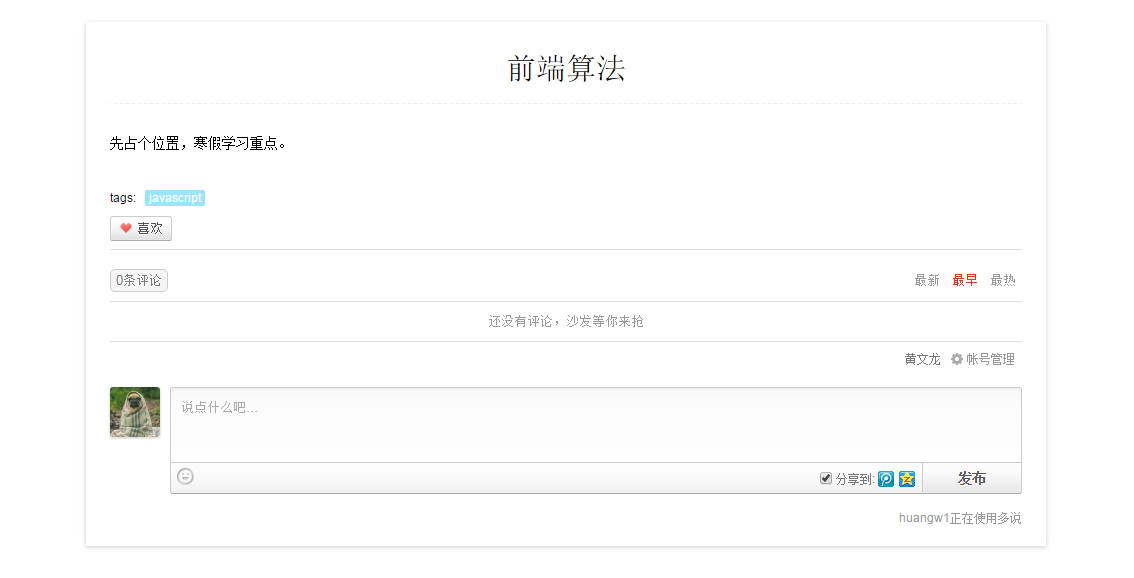 前端算法
先占个位置，寒假学习重点。
tags: javascript
喜欢
0条评论 最新 最早 最热
还没有评论，沙发等你来抢
黄文龙 帐号管理
说点什么吧...
分享到: 发布
huangw1正在使用多说